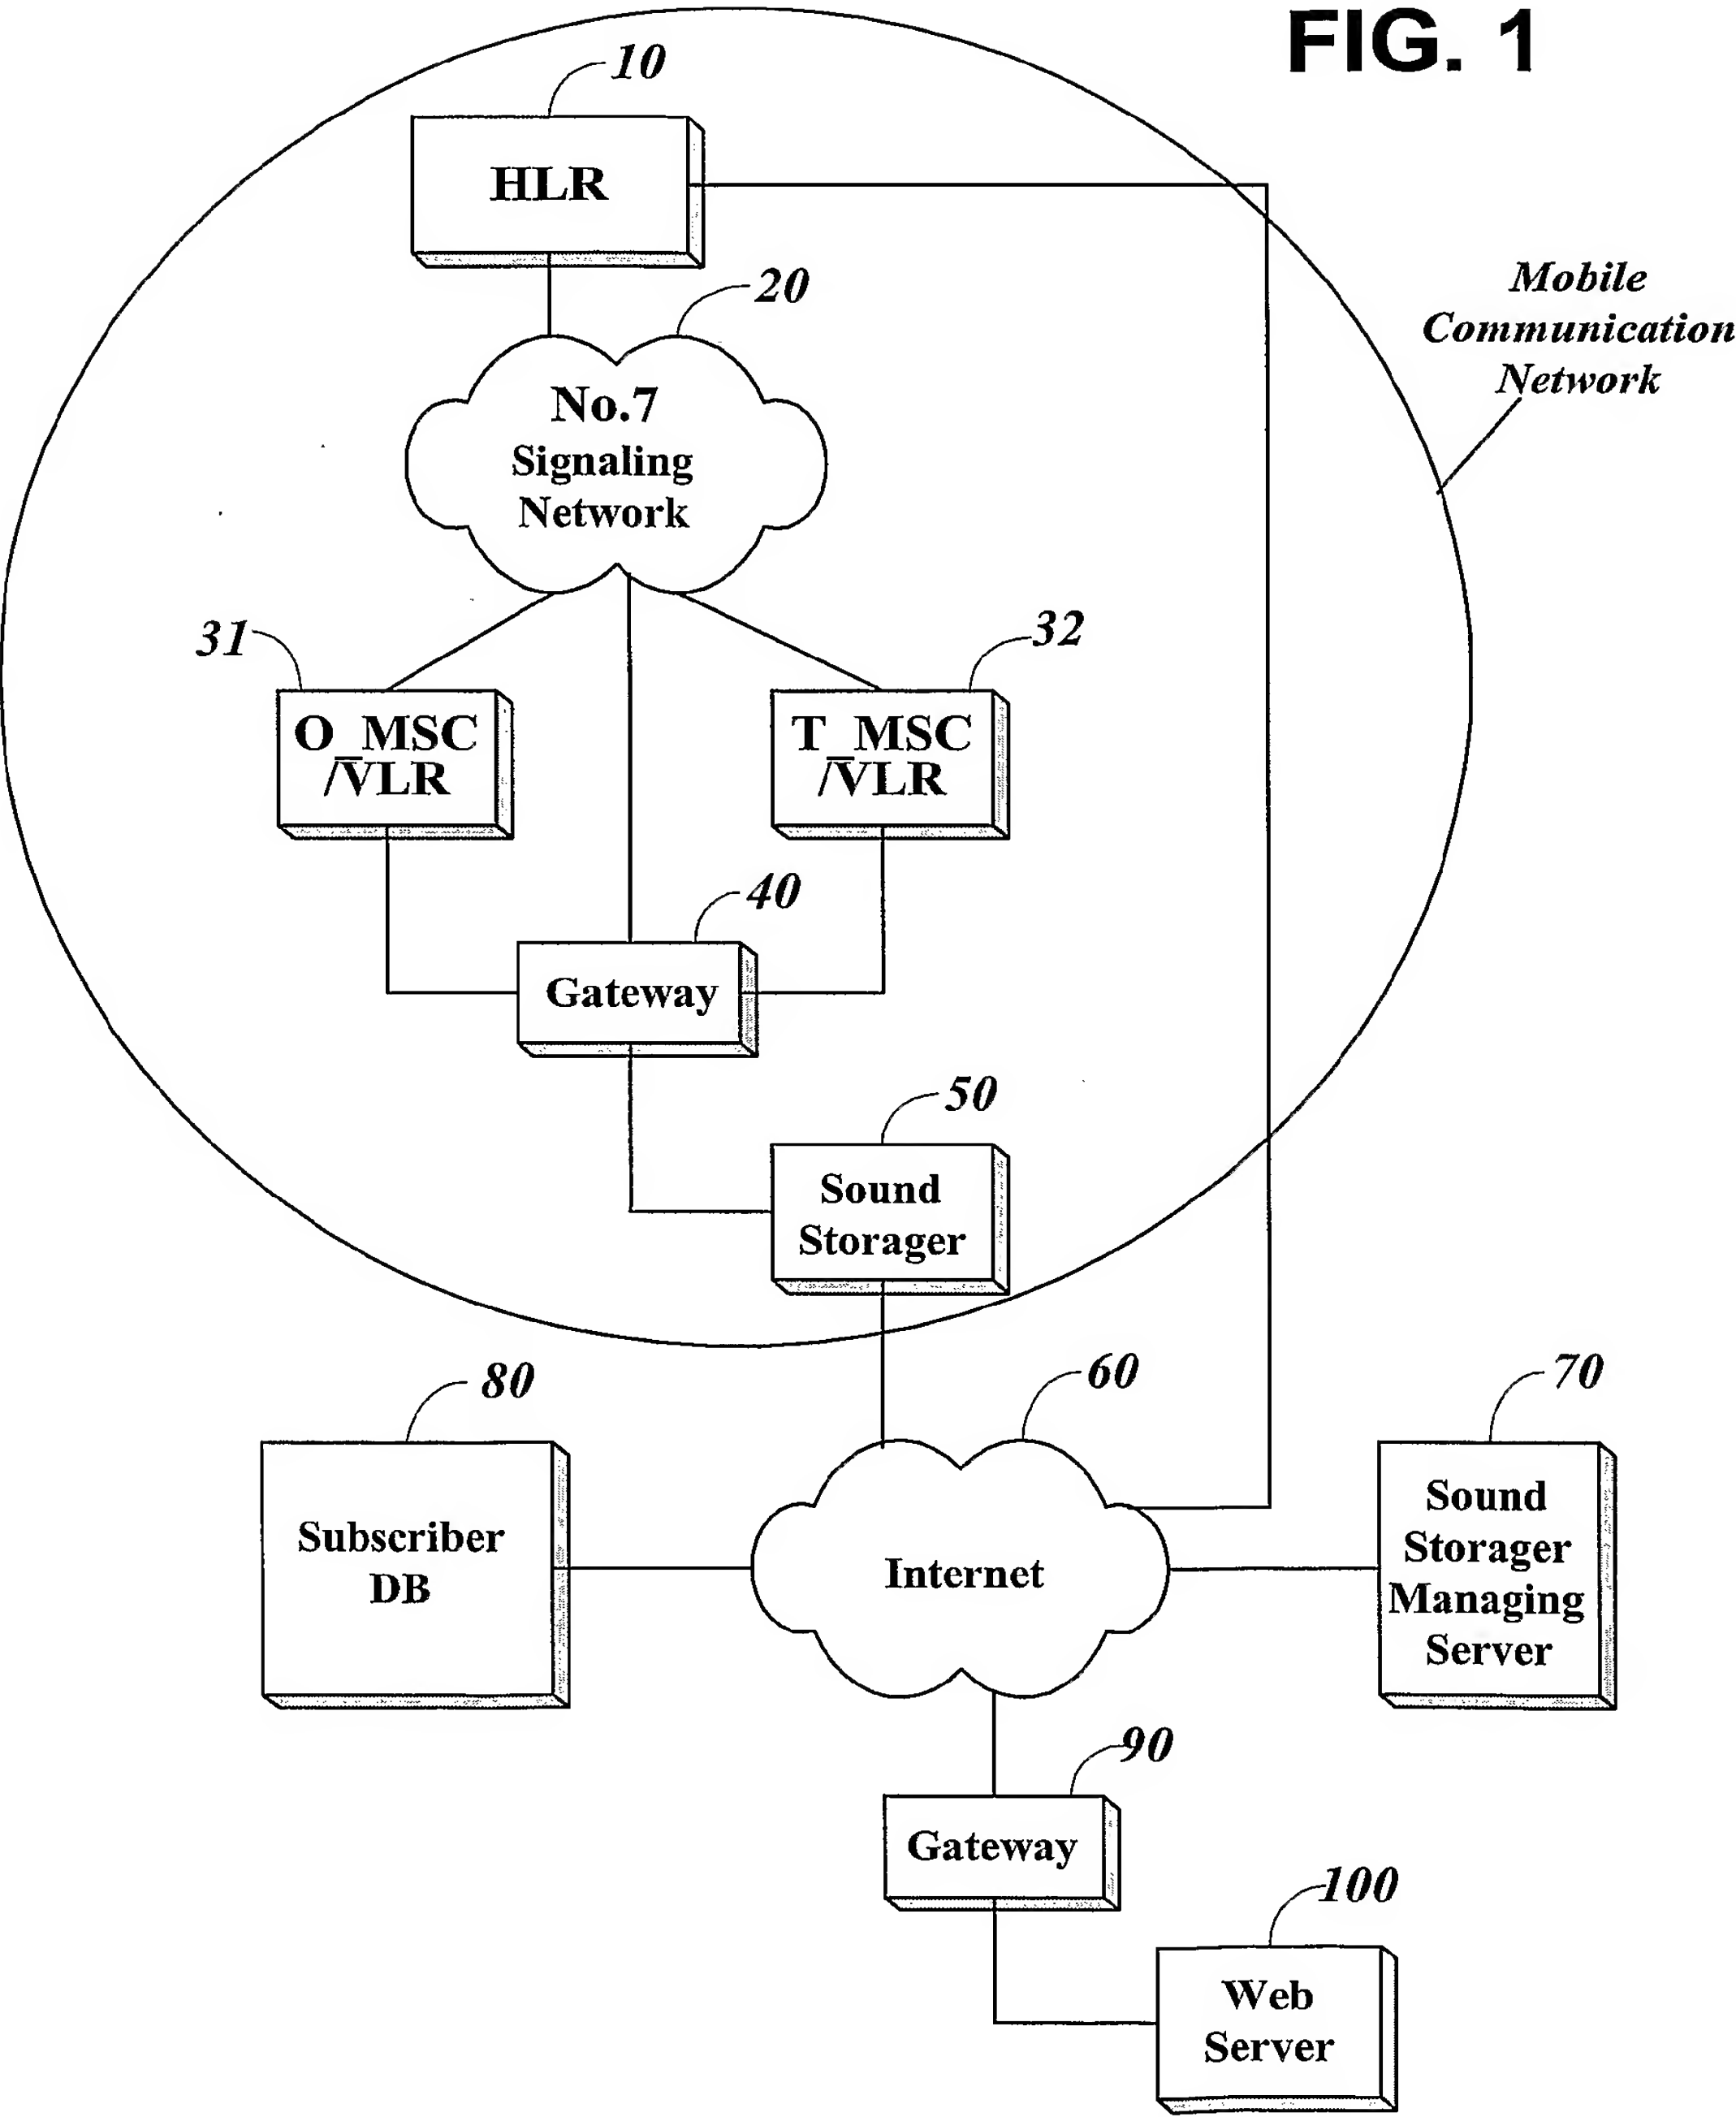 FIG. 1
10
HLR
20
Mobile
Communication
Network
No.7
Signaling
Network
31
32
O_MSC
/VLR
T_MSC
/VLR
40
Gateway
50
Sound
Storager
80
60
70
Subscriber
DB
Internet
Sound
Storager
Managing
Server
90
Gateway
100
Web
Server